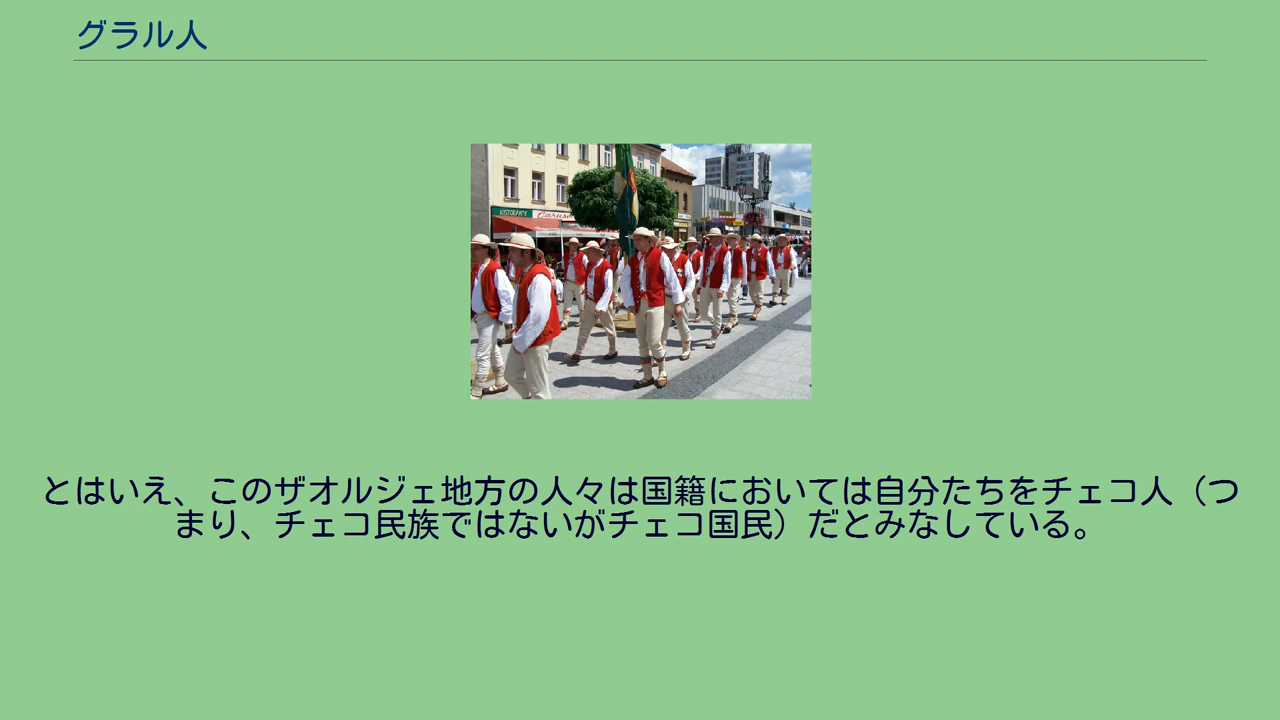 グラル人
RISTORANTE
Caruso
とはいえ、このザオルジェ地方の人々は国籍においては自分たちをチェコ人（つ
まり、チェコ民族ではないがチェコ国民）だとみなしている。